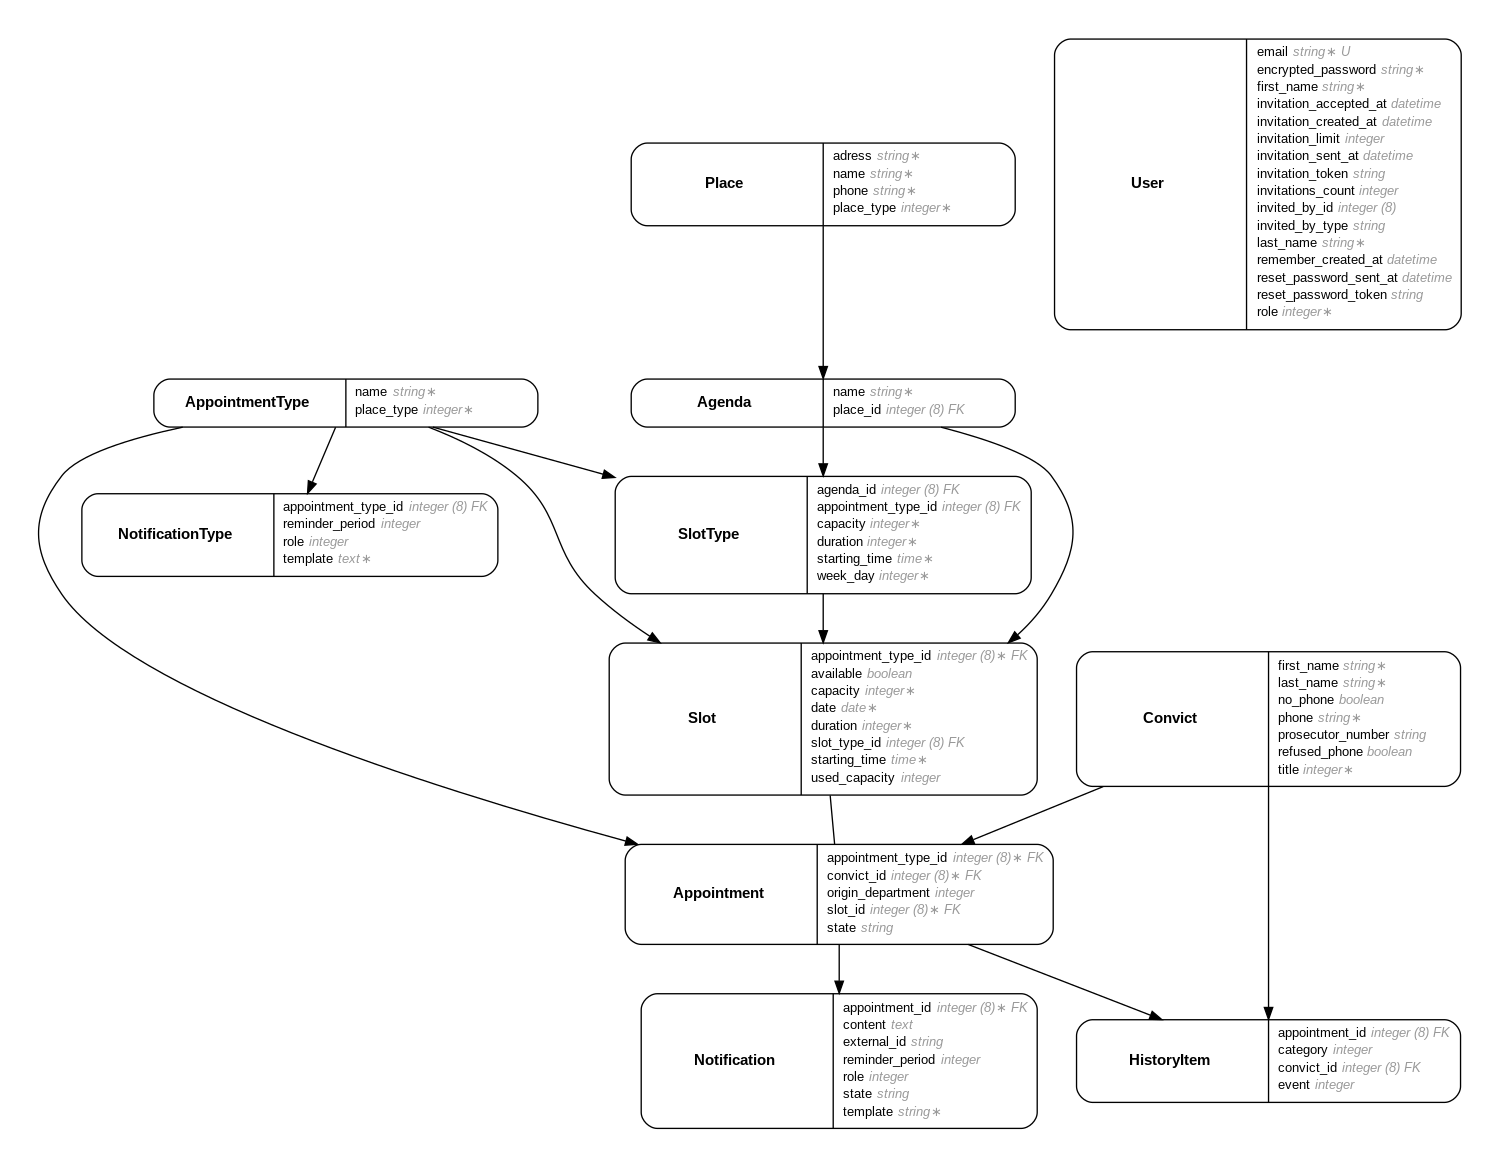 User
email string∗ U
encrypted_password string∗
first_name string∗
invitation_accepted_at datetime
invitation_created_at datetime
invitation_limit integer
invitation_sent_at datetime
invitation_token string
invitations_count integer
invited_by_id integer (8)
invited_by_type string
last_name string∗
remember_created_at datetime
reset_password_sent_at datetime
reset_password_token string
role integer∗
Place
adress string∗
name string∗
phone string∗
place_type integer∗
AppointmentType
name string∗
place_type integer∗
Agenda
name string∗
place_id integer (8) FK
NotificationType
appointment_type_id integer (8) FK
reminder_period integer
role integer
template text∗
SlotType
agenda_id integer (8) FK
appointment_type_id integer (8) FK
capacity integer∗
duration integer∗
starting_time time∗
week_day integer∗
Slot
appointment_type_id integer (8)∗ FK
available boolean
capacity integer∗
date date∗
duration integer∗
slot_type_id integer (8) FK
starting_time time∗
used_capacity integer
Convict
first_name string∗
last_name string∗
no_phone boolean
phone string∗
prosecutor_number string
refused_phone boolean
title integer∗
Appointment
appointment_type_id integer (8)∗ FK
convict_id integer (8)∗ FK
origin_department integer
slot_id integer (8)∗ FK
state string
Notification
appointment_id integer (8)∗ FK
content text
external_id string
reminder_period integer
role integer
state string
template string∗
HistoryItem
appointment_id integer (8) FK
category integer
convict_id integer (8) FK
event integer